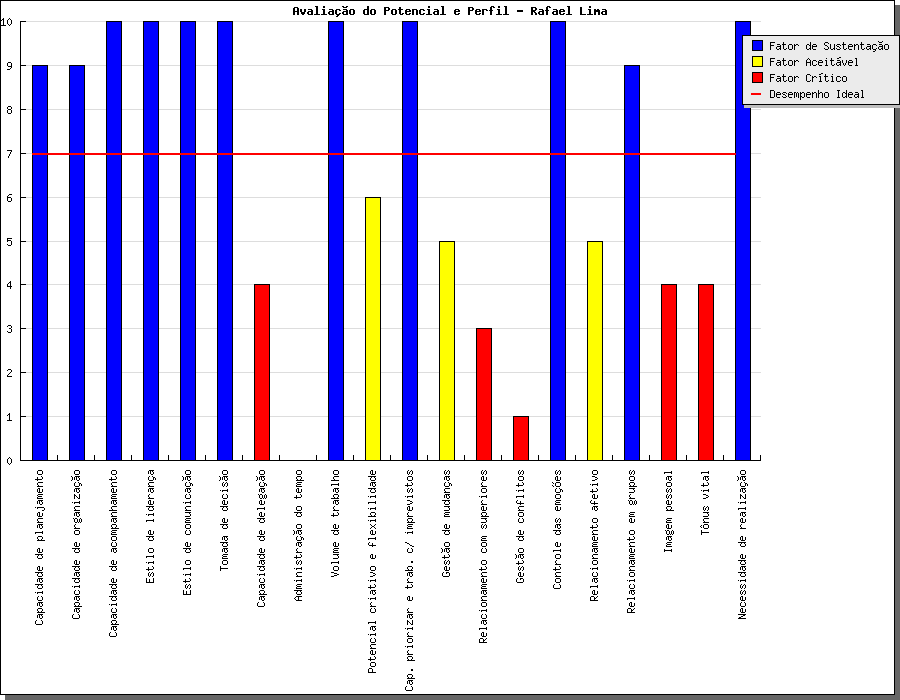 Avaliação do Potencial e Perfil - Rafael Lima
Fator de Sustentação
Fator Aceitável
Fator Crítico
Desempenho Ideal
10
9
8
7
6
5
4
3
2
1
0
Capacidade de planejamento
Capacidade de organização
Capacidade de acompanhamento
Estilo de liderança
Estilo de comunicação
Tomada de decisão
Capacidade de delegação
Administração do tempo
Volume de trabalho
Potencial criativo e flexibilidade
Cap. priorizar e trab. c/ imprevistos
Gestão de mudanças
Relacionamento com superiores
Gestão de conflitos
Controle das emoções
Relacionamento afetivo
Relacionamento em grupos
Imagem pessoal
Tônus vital
Necessidade de realização